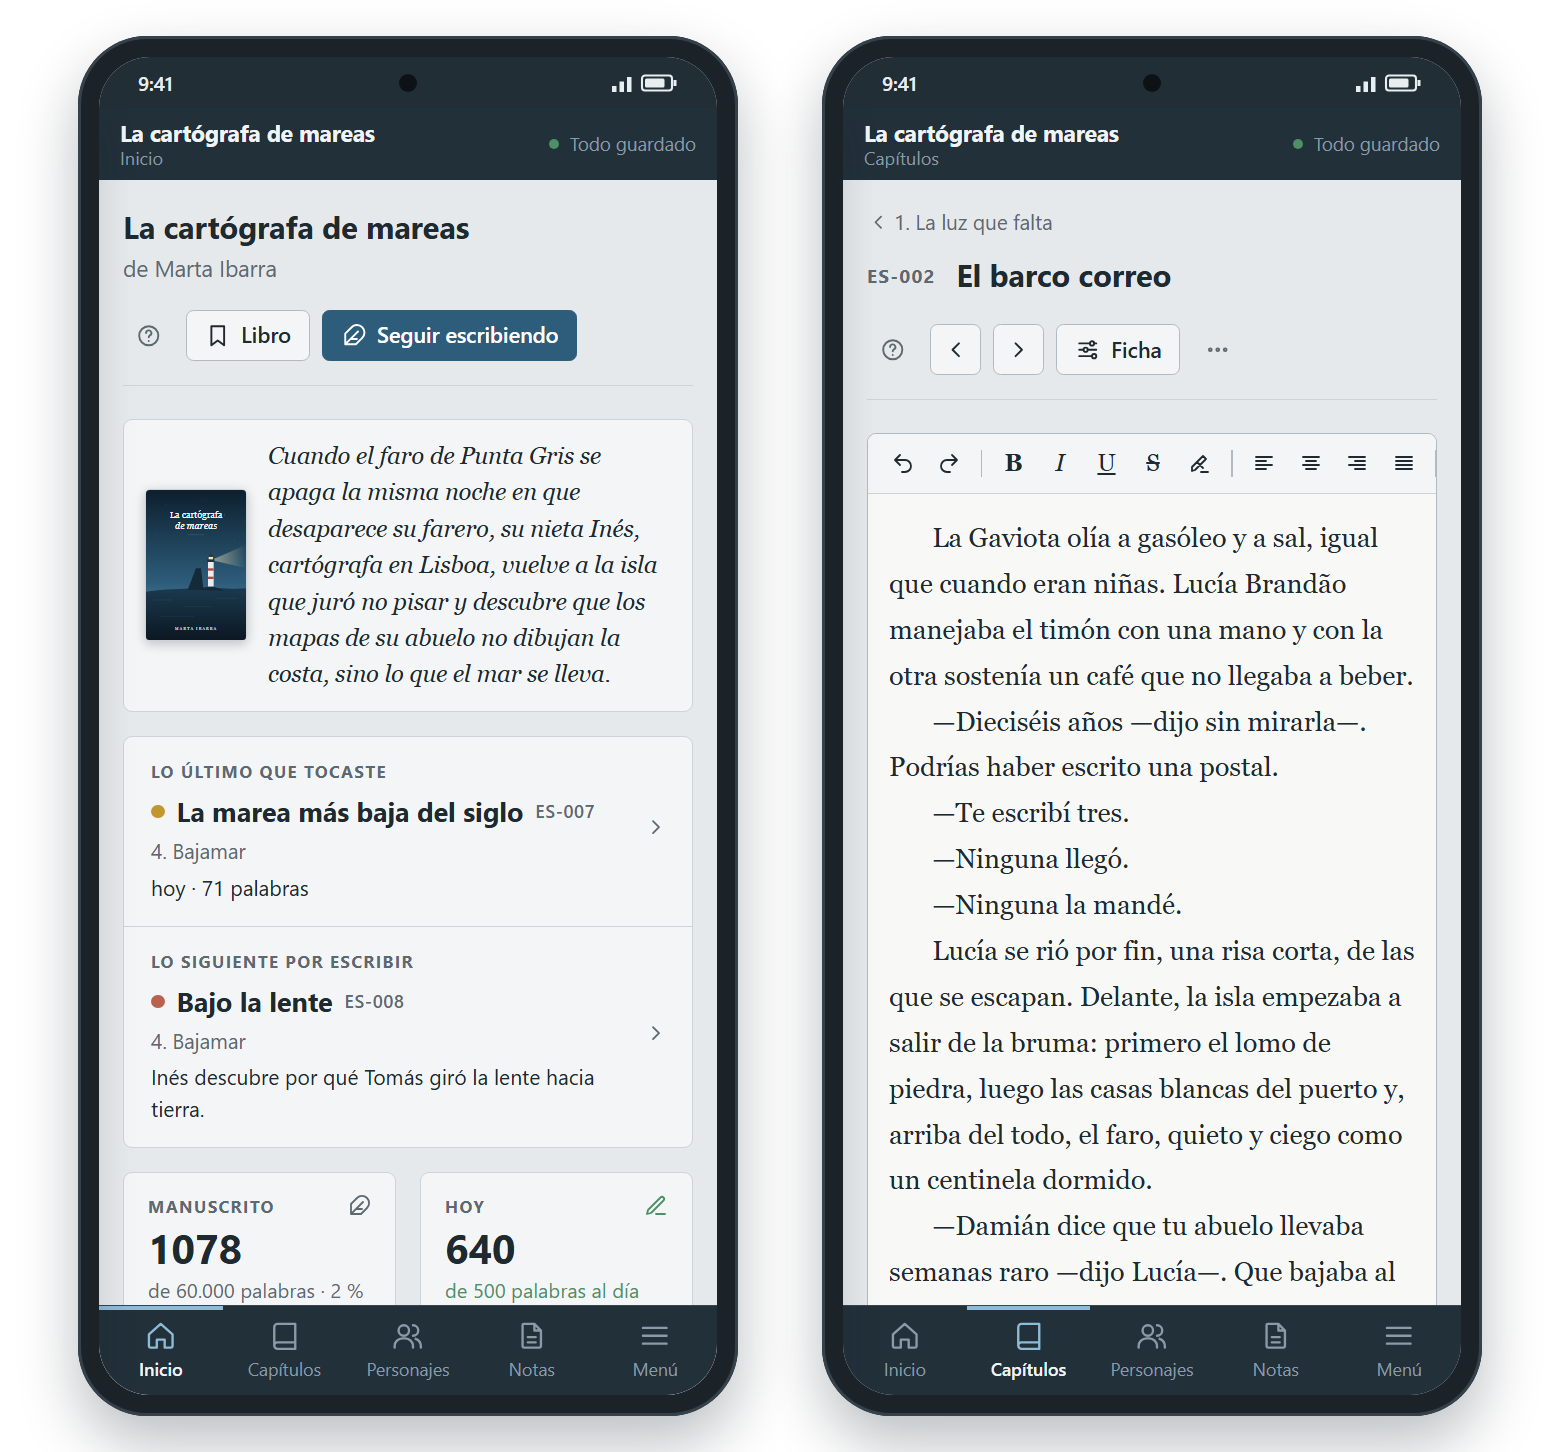 9:41
La cartógrafa de mareas
Inicio
Todo guardado
La cartógrafa de mareas
de Marta Ibarra
Libro
Seguir escribiendo
La cartógrafa
de mareas
MARTA IBARRA
Cuando el faro de Punta Gris se
apaga la misma noche en que
desaparece su farero, su nieta Inés,
cartógrafa en Lisboa, vuelve a la isla
que juró no pisar y descubre que los
mapas de su abuelo no dibujan la
costa, sino lo que el mar se lleva.
LO ÚLTIMO QUE TOCASTE
La marea más baja del siglo ES-007
4. Bajamar
hoy · 71 palabras
LO SIGUIENTE POR ESCRIBIR
Bajo la lente ES-008
4. Bajamar
Inés descubre por qué Tomás giró la lente hacia
tierra.
MANUSCRITO
1078
de 60.000 palabras · 2 %
HOY
640
de 500 palabras al día
Inicio
Capítulos
Personajes
Notas
Menú
9:41
La cartógrafa de mareas
Capítulos
Todo guardado
1. La luz que falta
ES-002 El barco correo
Ficha
B I U S
La Gaviota olía a gasóleo y a sal, igual
que cuando eran niñas. Lucía Brandão
manejaba el timón con una mano y con la
otra sostenía un café que no llegaba a beber.
—Dieciséis años —dijo sin mirarla—.
Podrías haber escrito una postal.
—Te escribí tres.
—Ninguna llegó.
—Ninguna la mandé.
Lucía se rió por fin, una risa corta, de las
que se escapan. Delante, la isla empezaba a
salir de la bruma: primero el lomo de
piedra, luego las casas blancas del puerto y,
arriba del todo, el faro, quieto y ciego como
un centinela dormido.
—Damián dice que tu abuelo llevaba
semanas raro —dijo Lucía—. Que bajaba al
Inicio
Capítulos
Personajes
Notas
Menú